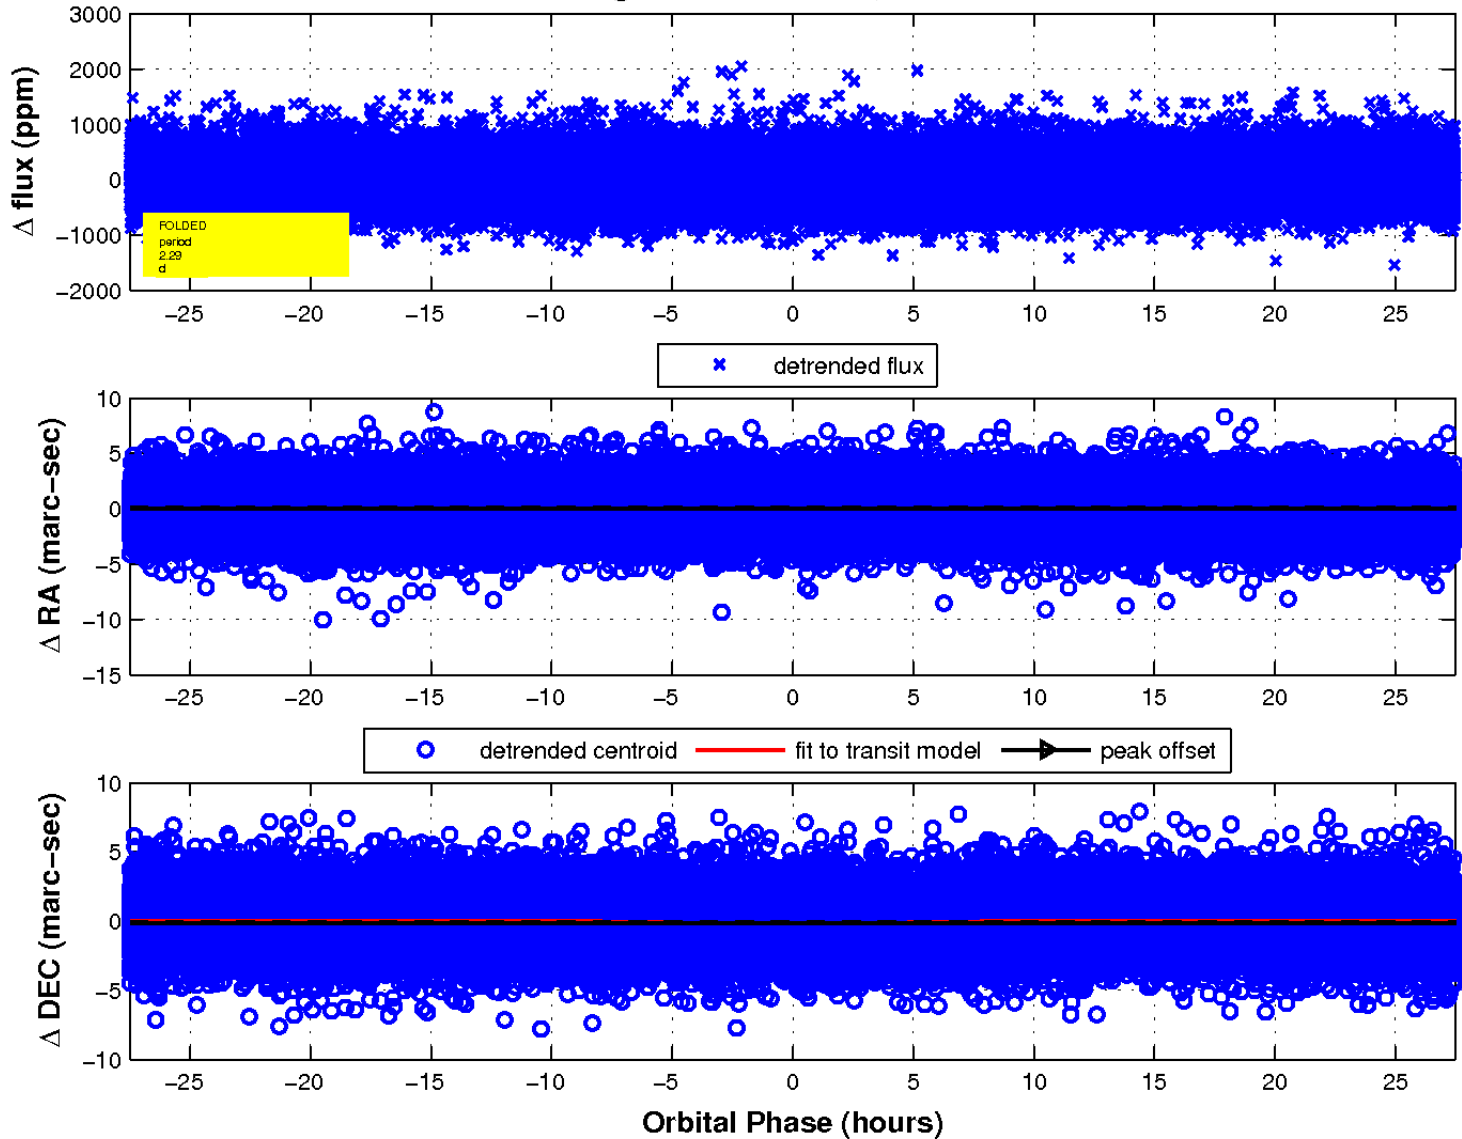 3000
2000
1000
0
−1000
−2000
Δ flux (ppm)
FOLDED
period
2.29
d
−25 −20 −15 −10 −5 0 5 10 15 20 25
detrended flux
10
5
0
−5
−10
−15
Δ RA (marc−sec)
−25 −20 −15 −10 −5 0 5 10 15 20 25
detrended centroid fit to transit model peak offset
10
5
0
−5
−10
Δ DEC (marc−sec)
−25 −20 −15 −10 −5 0 5 10 15 20 25
Orbital Phase (hours)